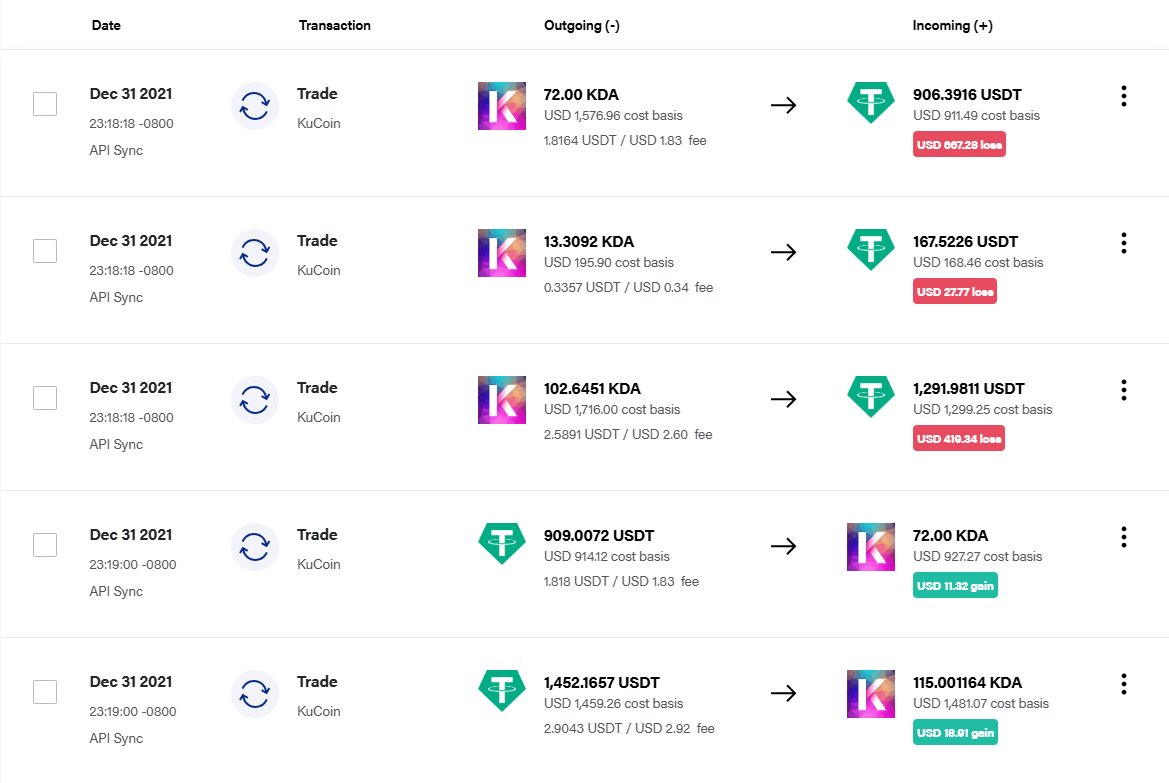 Date Transaction Outgoing (-) Incoming (+)
Dec 31 2021 Trade 72.00 KDA 906.3916 USDT
23:18:18 -0800 KuCoin USD 1,576.96 cost basis USD 911.49 cost basis
API Sync 1.8164 USDT / USD 1.83 fee USD 667.28 loss
Dec 31 2021 Trade 13.3092 KDA 167.5226 USDT
23:18:18 -0800 KuCoin USD 195.90 cost basis USD 168.46 cost basis
API Sync 0.3357 USDT / USD 0.34 fee USD 27.77 loss
Dec 31 2021 Trade 102.6451 KDA 1,291.9811 USDT
23:18:18 -0800 KuCoin USD 1,716.00 cost basis USD 1,299.25 cost basis
API Sync 2.5891 USDT / USD 2.60 fee USD 419.34 loss
Dec 31 2021 Trade 909.0072 USDT 72.00 KDA
23:19:00 -0800 KuCoin USD 914.12 cost basis USD 927.27 cost basis
API Sync 1.818 USDT / USD 1.83 fee USD 11.32 gain
Dec 31 2021 Trade 1,452.1657 USDT 115.001164 KDA
23:19:00 -0800 KuCoin USD 1,459.26 cost basis USD 1,481.07 cost basis
API Sync 2.9043 USDT / USD 2.92 fee USD 18.91 gain